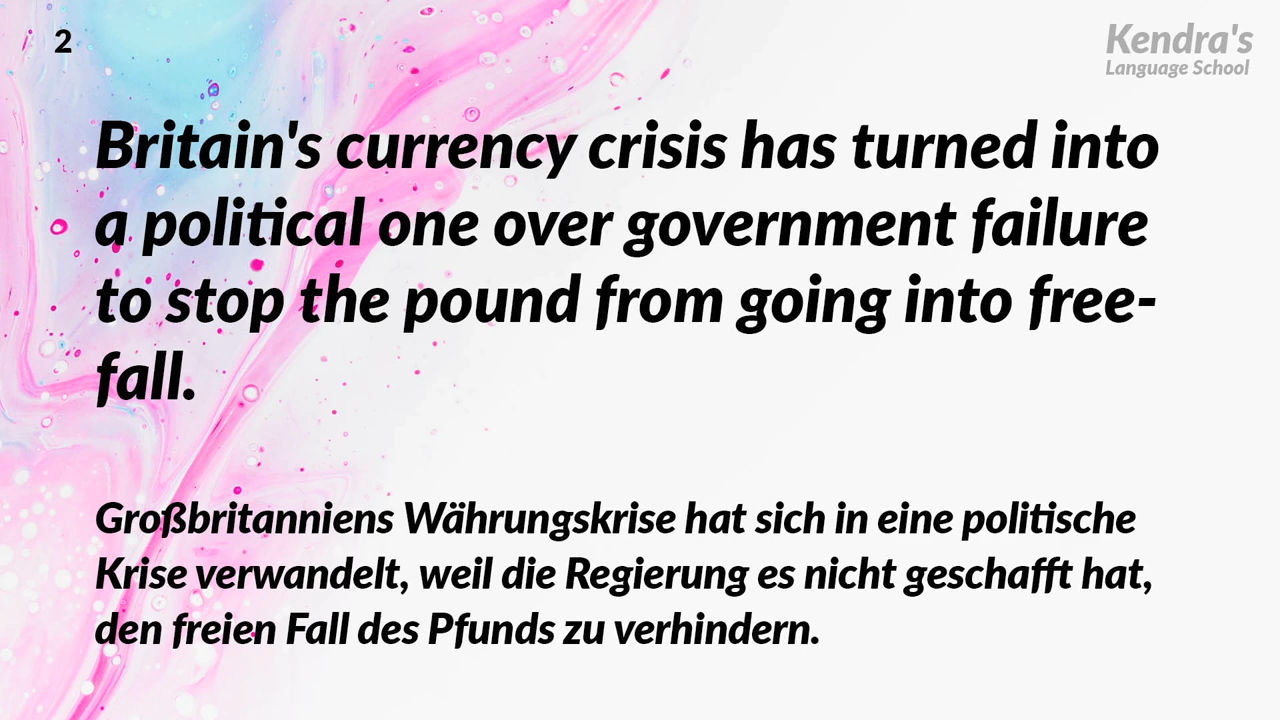 2
Kendra's
Language School
Britain's currency crisis has turned into
a political one over government failure
to stop the pound from going into free-
fall.
Großbritanniens Währungskrise hat sich in eine politische
Krise verwandelt, weil die Regierung es nicht geschafft hat,
den freien Fall des Pfunds zu verhindern.